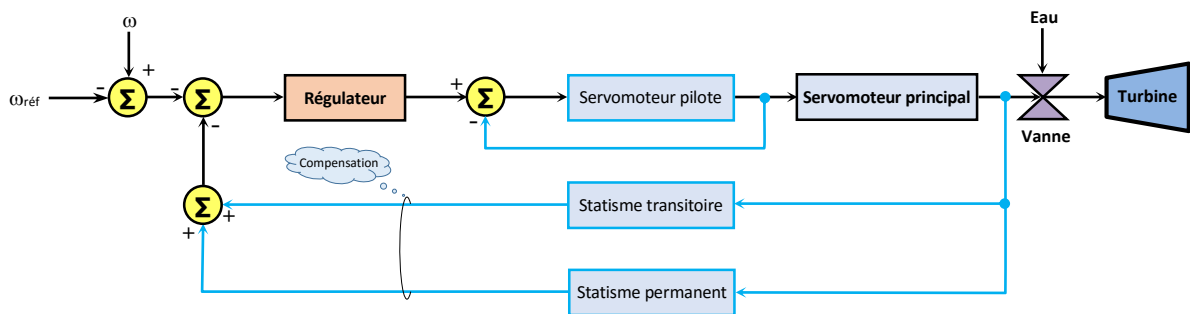 ω
Eau
ωréf
-
+
Σ
-
Σ
-
Régulateur
+
Σ
-
Servomoteur pilote
Servomoteur principal
Turbine
Vanne
Compensation
Σ
+
+
Statisme transitoire
Statisme permanent